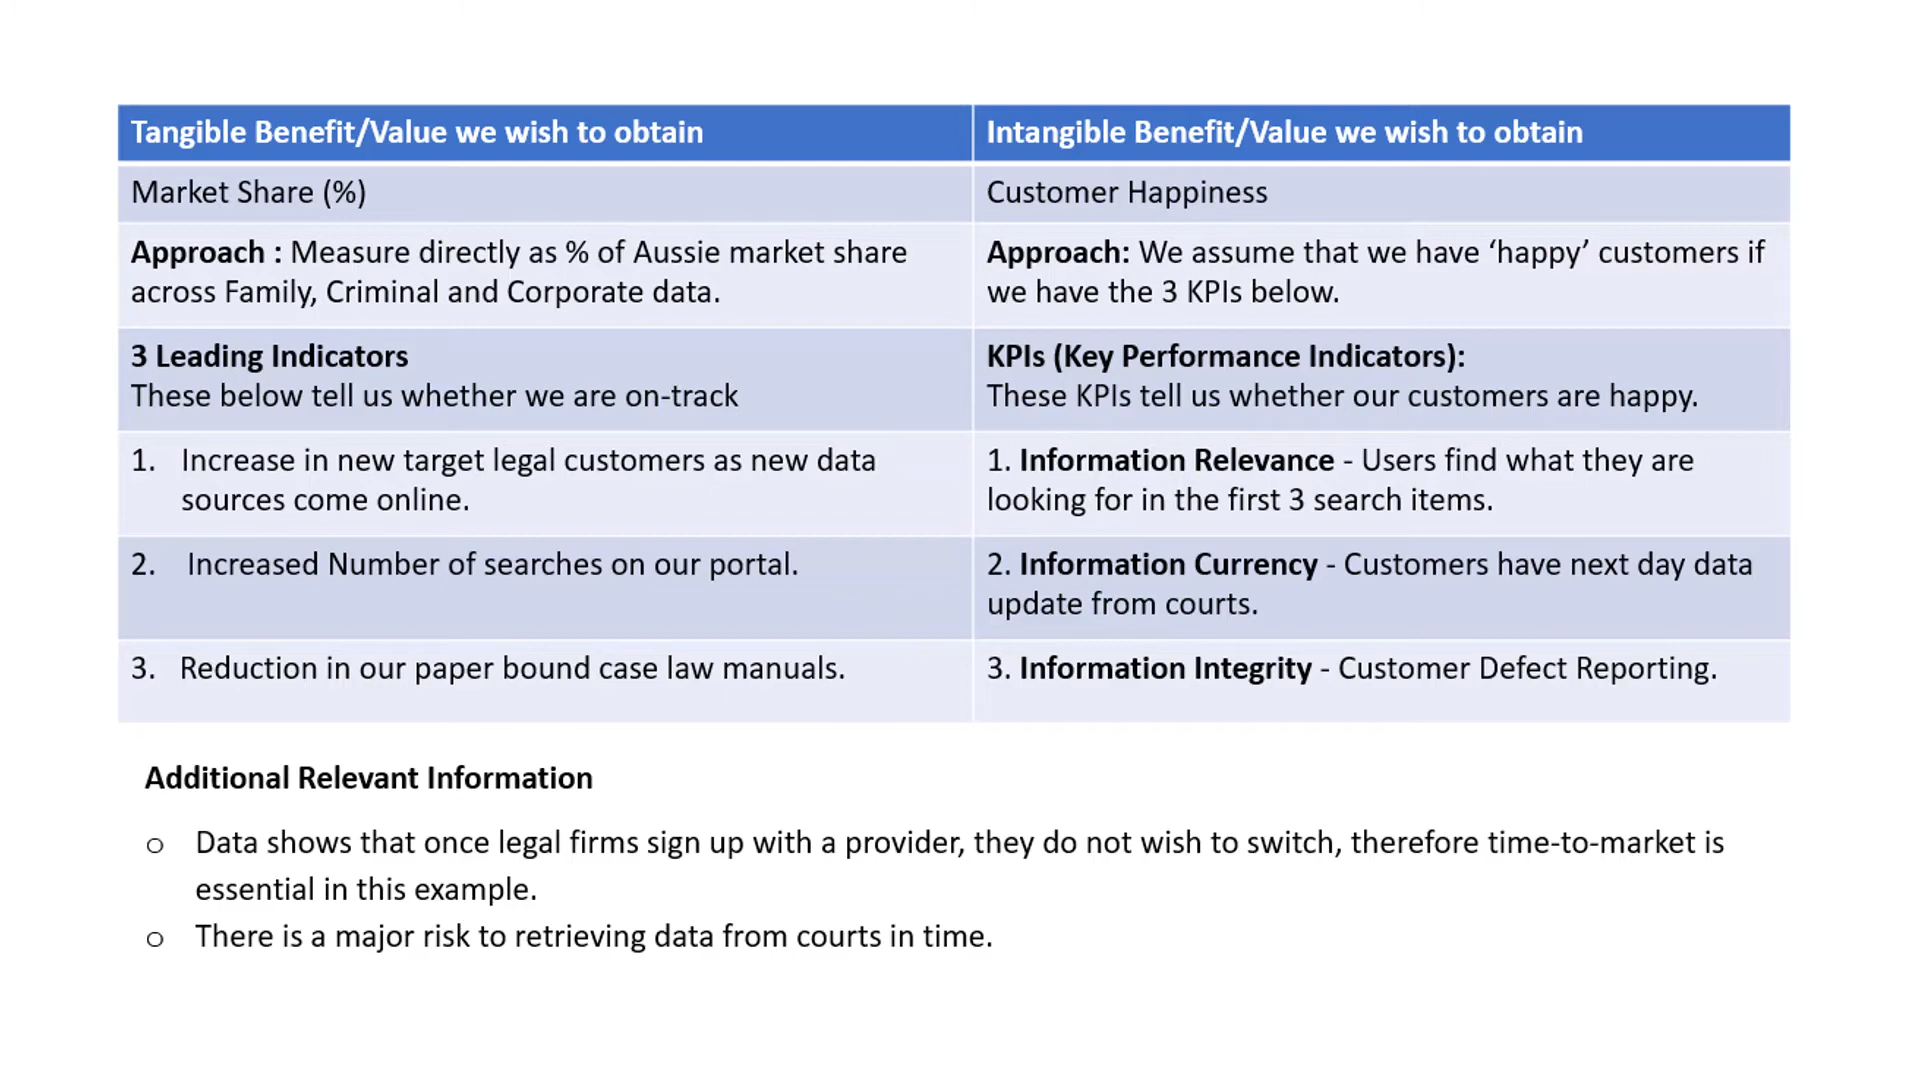 Tangible Benefit/Value we wish to obtain
Intangible Benefit/Value we wish to obtain
Market Share (%)
Customer Happiness
Approach : Measure directly as % of Aussie market share
across Family, Criminal and Corporate data.
Approach: We assume that we have ‘happy’ customers if
we have the 3 KPIs below.
3 Leading Indicators
These below tell us whether we are on-track
KPIs (Key Performance Indicators):
These KPIs tell us whether our customers are happy.
1. Increase in new target legal customers as new data
sources come online.
1. Information Relevance - Users find what they are
looking for in the first 3 search items.
2. Increased Number of searches on our portal.
2. Information Currency - Customers have next day data
update from courts.
3. Reduction in our paper bound case law manuals.
3. Information Integrity - Customer Defect Reporting.
Additional Relevant Information
o Data shows that once legal firms sign up with a provider, they do not wish to switch, therefore time-to-market is
essential in this example.
o There is a major risk to retrieving data from courts in time.